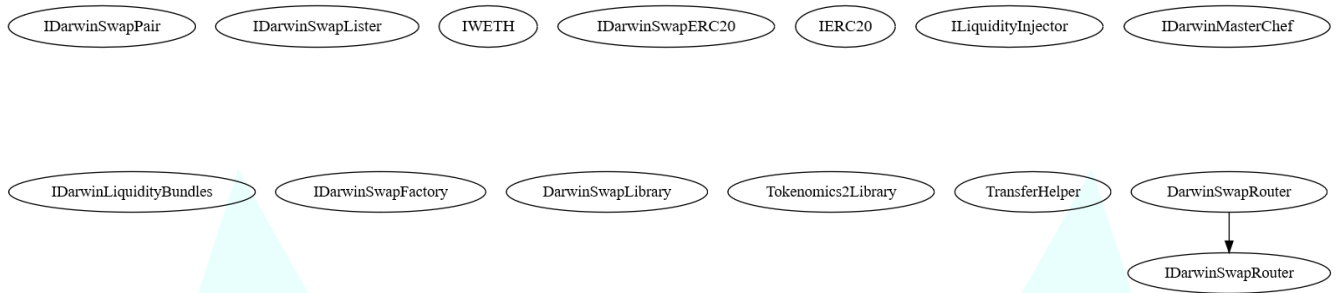 IDarwinSwapPair IDarwinSwapLister IWETH IDarwinSwapERC20 IERC20 ILiquidityInjector IDarwinMasterChef
IDarwinLiquidityBundles IDarwinSwapFactory DarwinSwapLibrary Tokenomics2Library TransferHelper DarwinSwapRouter
IDarwinSwapRouter